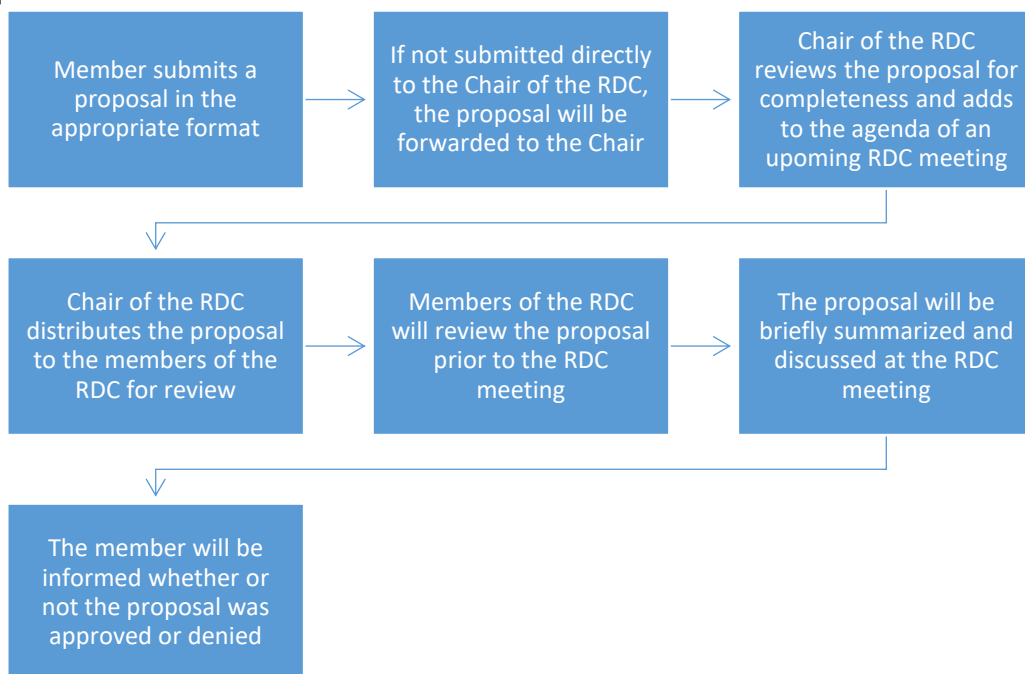 Member submits a
proposal in the
appropriate format
If not submitted directly
to the Chair of the RDC,
the proposal will be
forwarded to the Chair
Chair of the RDC
reviews the proposal for
completeness and adds
to the agenda of an
upoming RDC meeting
Chair of the RDC
distributes the proposal
to the members of the
RDC for review
Members of the RDC
will review the proposal
prior to the RDC
meeting
The proposal will be
briefly summarized and
discussed at the RDC
meeting
The member will be
informed whether or
not the proposal was
approved or denied